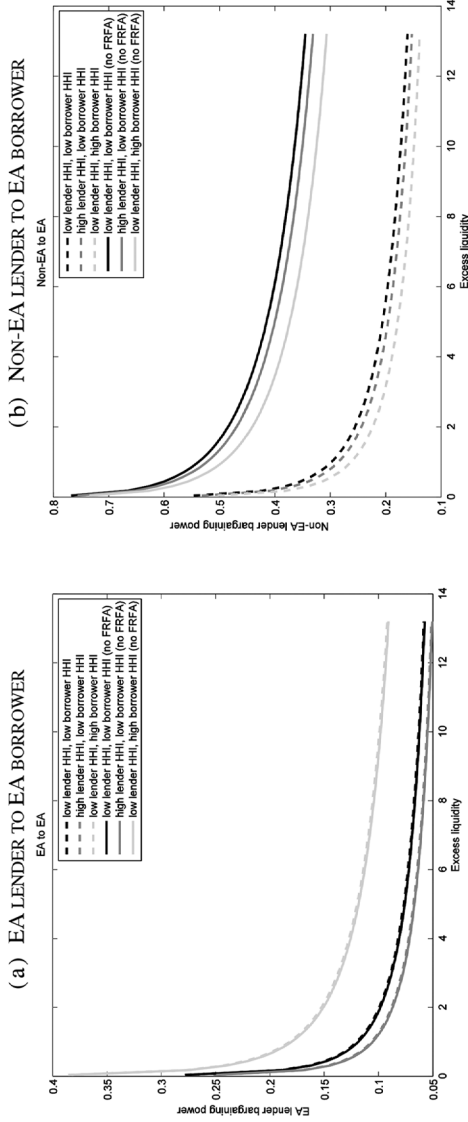 (a) EA LENDER TO EA BORROWER
EA to EA
0.4
0.35
0.3
0.25
0.2
0.15
0.1
0.05
EA lender bargaining power
low lender HHI, low borrower HHI
high lender HHI, low borrower HHI
low lender HHI, high borrower HHI
low lender HHI, low borrower HHI (no FRFA)
high lender HHI, low borrower HHI (no FRFA)
low lender HHI, high borrower HHI (no FRFA)
0 2 4 6 8 10 12 14
Excess liquidity
(b) NON-EA LENDER TO EA BORROWER
Non-EA to EA
0.8
0.7
0.6
0.5
0.4
0.3
0.2
0.1
Non-EA lender bargaining power
low lender HHI, low borrower HHI
high lender HHI, low borrower HHI
low lender HHI, high borrower HHI
low lender HHI, low borrower HHI (no FRFA)
high lender HHI, low borrower HHI (no FRFA)
low lender HHI, high borrower HHI (no FRFA)
0 2 4 6 8 10 12 14
Excess liquidity